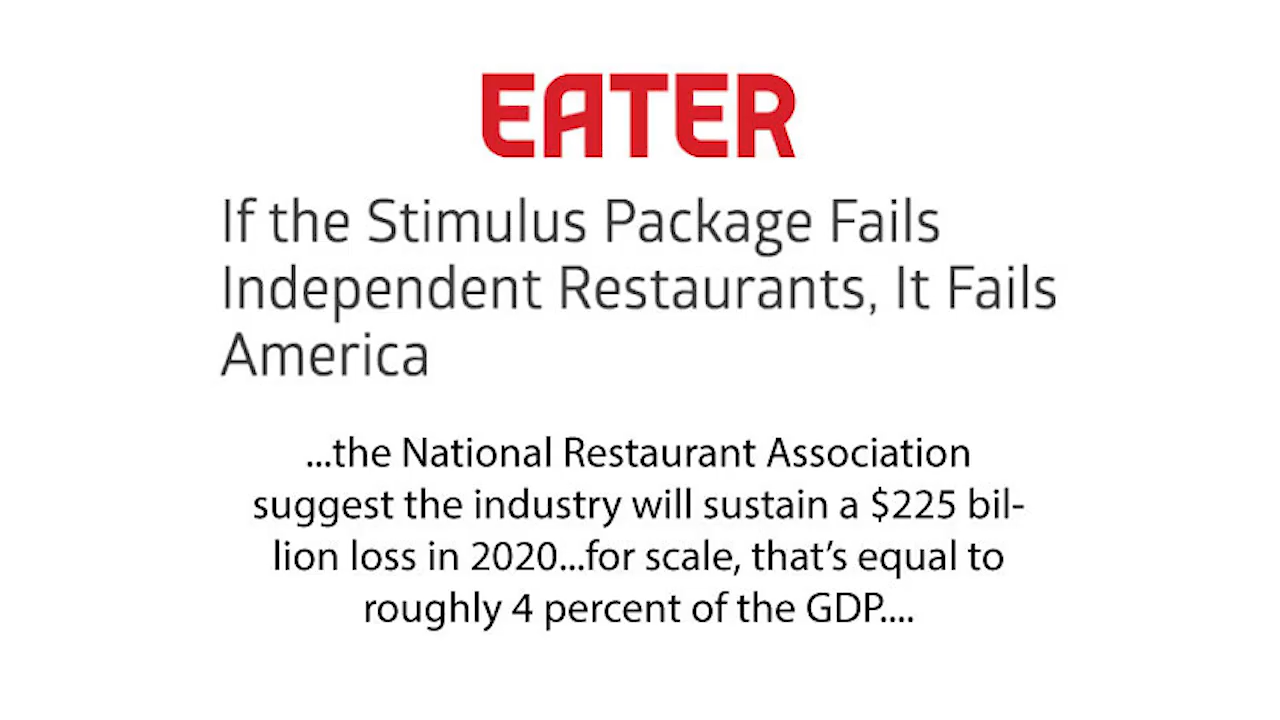 EATER
If the Stimulus Package Fails
Independent Restaurants, It Fails
America
...the National Restaurant Association
suggest the industry will sustain a $225 bil-
lion loss in 2020...for scale, that’s equal to
roughly 4 percent of the GDP....